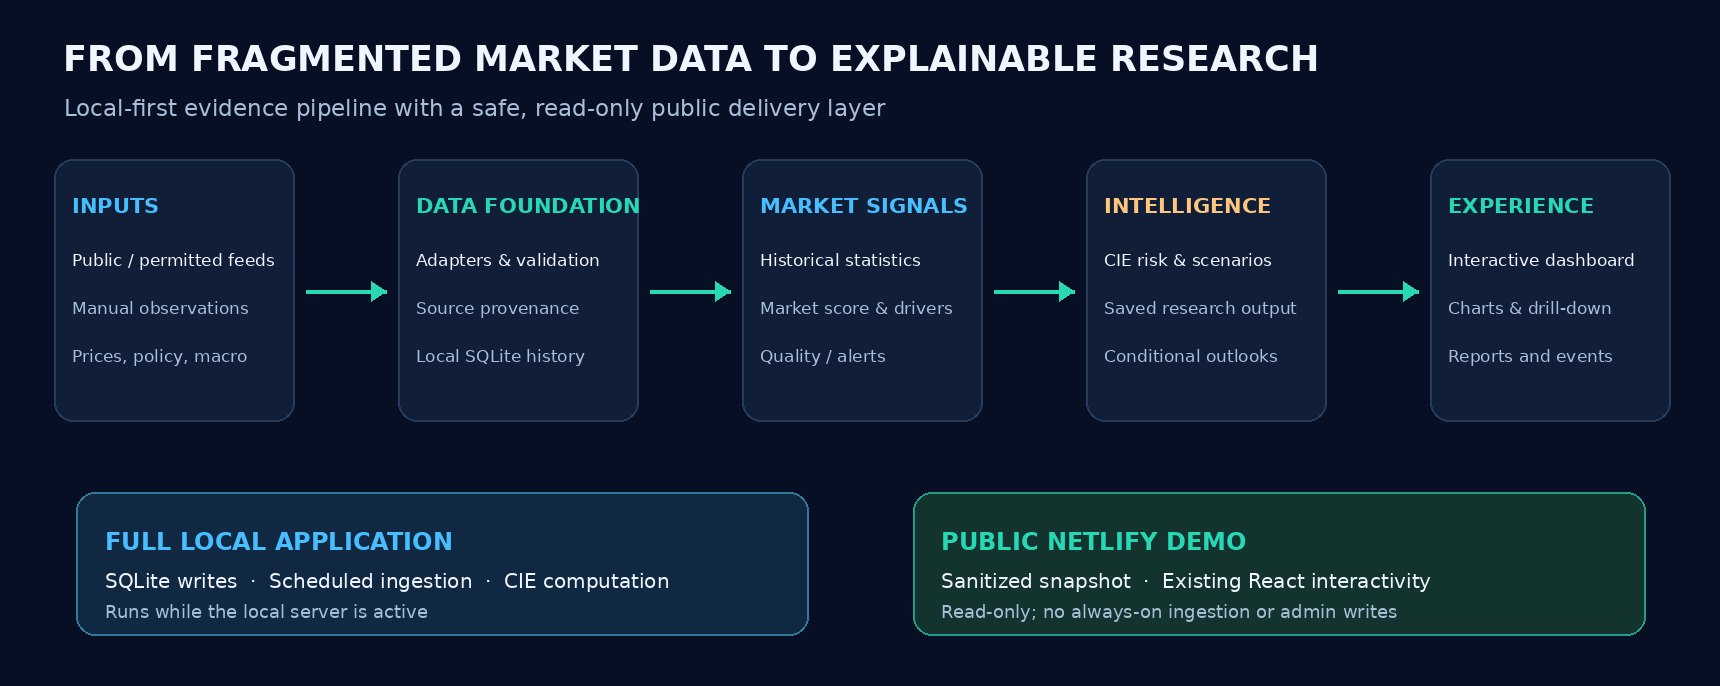 FROM FRAGMENTED MARKET DATA TO EXPLAINABLE RESEARCH
Local-first evidence pipeline with a safe, read-only public delivery layer
INPUTS
Public / permitted feeds
Manual observations
Prices, policy, macro
DATA FOUNDATION
Adapters & validation
Source provenance
Local SQLite history
MARKET SIGNALS
Historical statistics
Market score & drivers
Quality / alerts
INTELLIGENCE
CIE risk & scenarios
Saved research output
Conditional outlooks
EXPERIENCE
Interactive dashboard
Charts & drill-down
Reports and events
FULL LOCAL APPLICATION
SQLite writes · Scheduled ingestion · CIE computation
Runs while the local server is active
PUBLIC NETLIFY DEMO
Sanitized snapshot · Existing React interactivity
Read-only; no always-on ingestion or admin writes